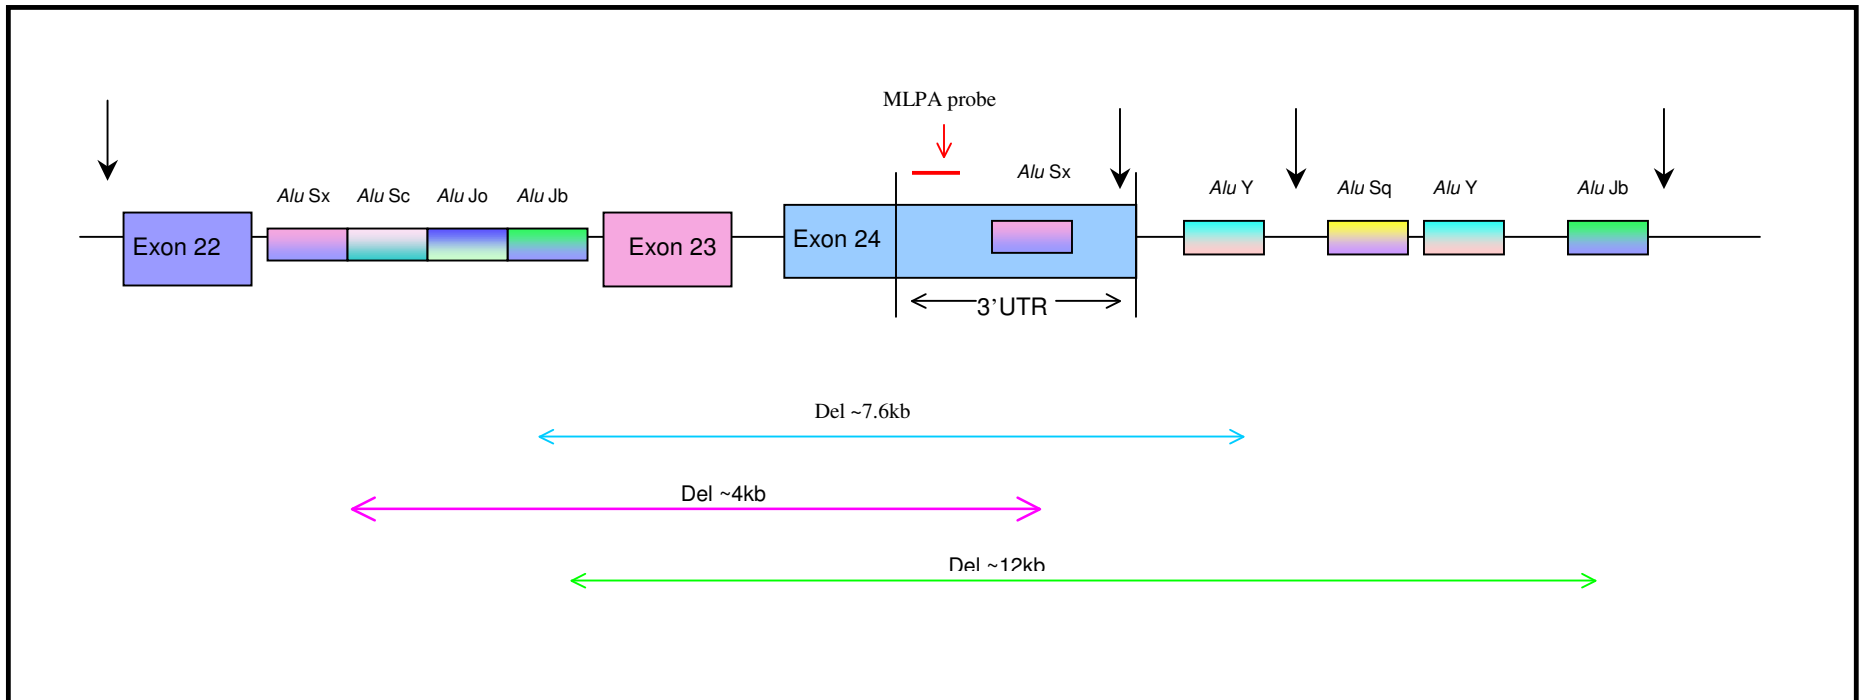 MLPA probe
Alu Sx
Alu Sc
Alu Jo
Alu Jb
Alu Sx
Alu Y
Alu Sq
Alu Y
Alu Jb
Exon 22
Exon 23
Exon 24
3’UTR
Del ~7.6kb
Del ~4kb
Del ~12kb